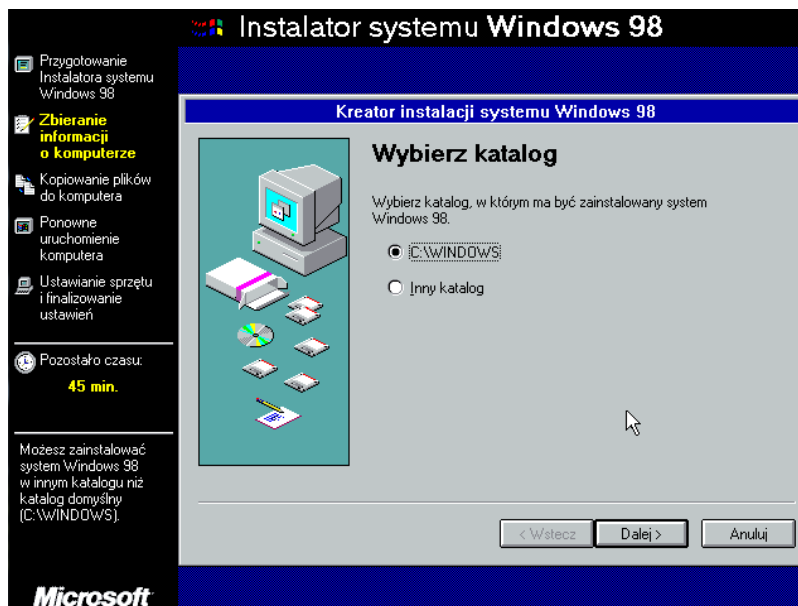 Instalator systemu Windows 98
Przygotowanie
Instalatora systemu
Windows 98
Zbieranie
informacji
o komputerze
Kopiowanie plików
do komputera
Ponowne
uruchomienie
komputera
Ustawianie sprzętu
i finalizowanie
ustawień
Pozostało czasu:
45 min.
Możesz zainstalować
system Windows 98
w innym katalogu niż
katalog domyślny
(C:\WINDOWS).
Microsoft
Kreator instalacji systemu Windows 98
Wybierz katalog
Wybierz katalog, w którym ma być zainstalowany system
Windows 98.
C:\WINDOWS
Inny katalog
< Wstecz
Dalej >
Anuluj